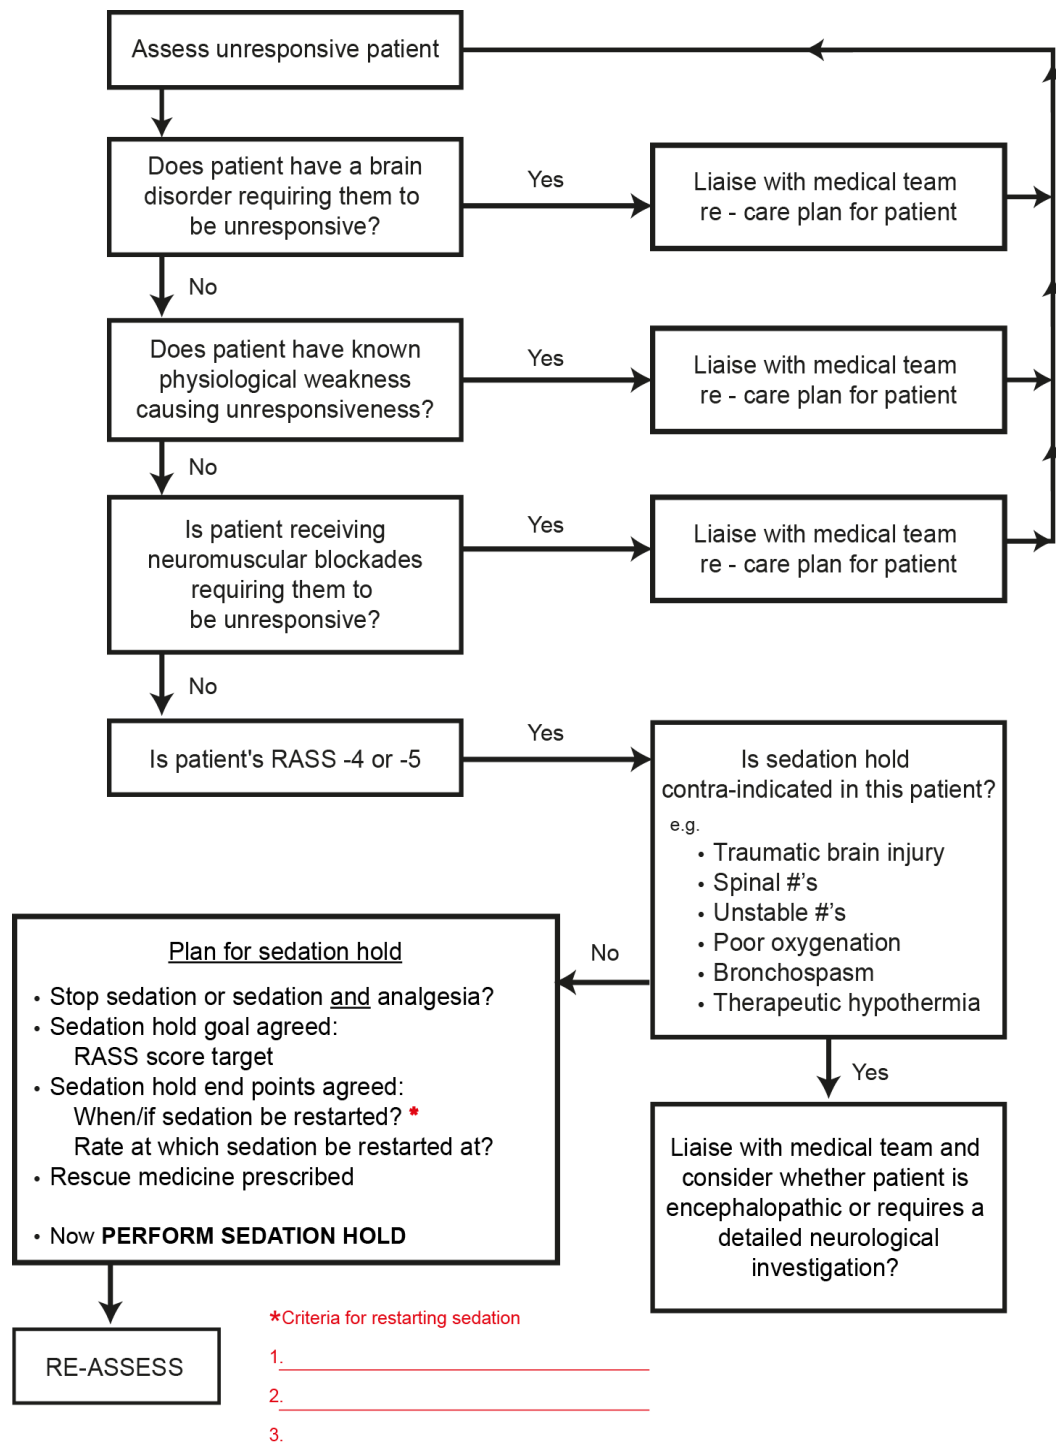 Assess unresponsive patient
Does patient have a brain
disorder requiring them to
be unresponsive?
Yes
Liaise with medical team
re - care plan for patient
No
Does patient have known
physiological weakness
causing unresponsiveness?
Yes
Liaise with medical team
re - care plan for patient
No
Is patient receiving
neuromuscular blockades
requiring them to
be unresponsive?
Yes
Liaise with medical team
re - care plan for patient
No
Is patient's RASS -4 or -5
Yes
Is sedation hold
contra-indicated in this patient?
e.g.
• Traumatic brain injury
• Spinal #'s
• Unstable #'s
• Poor oxygenation
• Bronchospasm
• Therapeutic hypothermia
No
Plan for sedation hold
• Stop sedation or sedation and analgesia?
• Sedation hold goal agreed:
RASS score target
• Sedation hold end points agreed:
When/if sedation be restarted? *
Rate at which sedation be restarted at?
• Rescue medicine prescribed
• Now PERFORM SEDATION HOLD
Yes
Liaise with medical team and
consider whether patient is
encephalopathic or requires a
detailed neurological
investigation?
RE-ASSESS
*Criteria for restarting sedation
1.
2.
3.